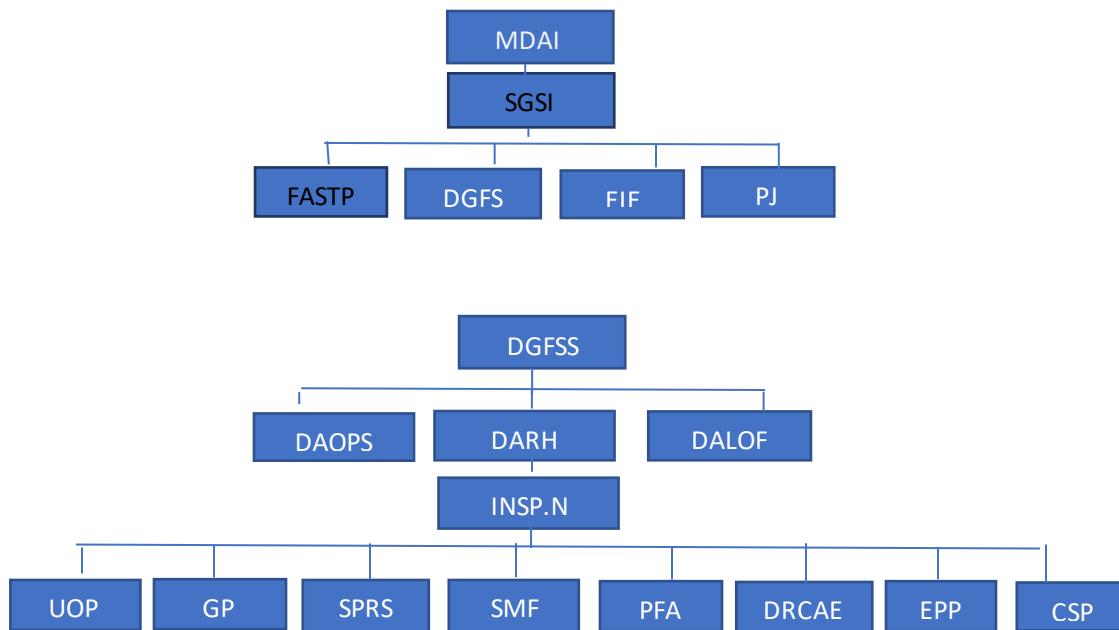 MDAI
SGSI
FASTP DGFS FIF PJ
DGFSS
DAOPS DARH DALOF
INSP.N
UOP GP SPRS SMF PFA DRCAE EPP CSP